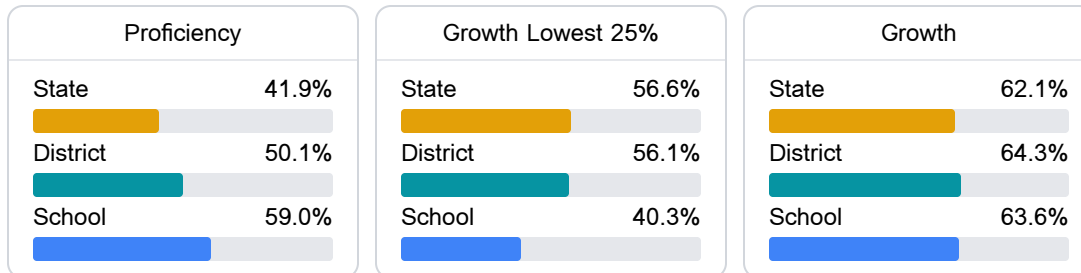 Proficiency
State 41.9%
District 50.1%
School 59.0%
Growth Lowest 25%
State 56.6%
District 56.1%
School 40.3%
Growth
State 62.1%
District 64.3%
School 63.6%